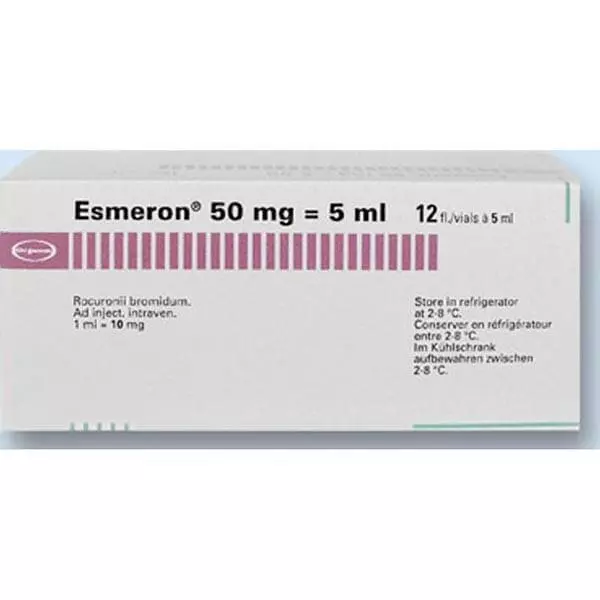 Esmeron® 50 mg = 5 ml 12 fl./vials à 5 ml
Rocuronii bromidum.
Ad inject. intraven.
1 ml = 10 mg
Store in refrigerator
at 2-8 °C.
Conserver en réfrigérateur
entre 2-8 °C.
Im Kühlschrank
aufbewahren zwischen
2-8 °C.